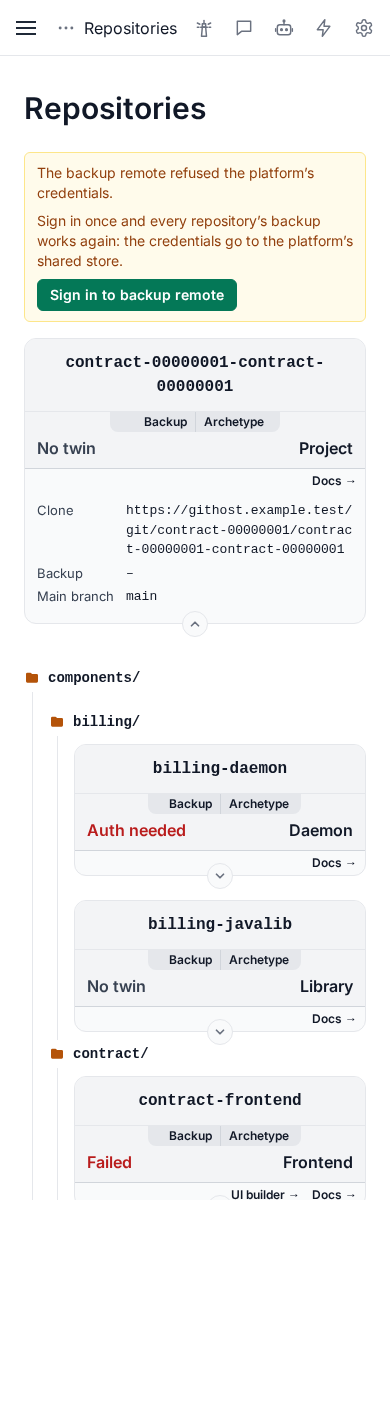 Repositories
Repositories
The backup remote refused the platform’s
credentials.
Sign in once and every repository’s backup
works again: the credentials go to the platform’s
shared store.
Sign in to backup remote
contract-00000001-contract-
00000001
Backup Archetype
No twin Project
Docs →
Clone https://githost.example.test/
git/contract-00000001/contrac
t-00000001-contract-00000001
Backup –
Main branch main
components/
billing/
billing-daemon
Backup Archetype
Auth needed Daemon
Docs →
billing-javalib
Backup Archetype
No twin Library
Docs →
contract/
contract-frontend
Backup Archetype
Failed Frontend
UI builder → Docs →